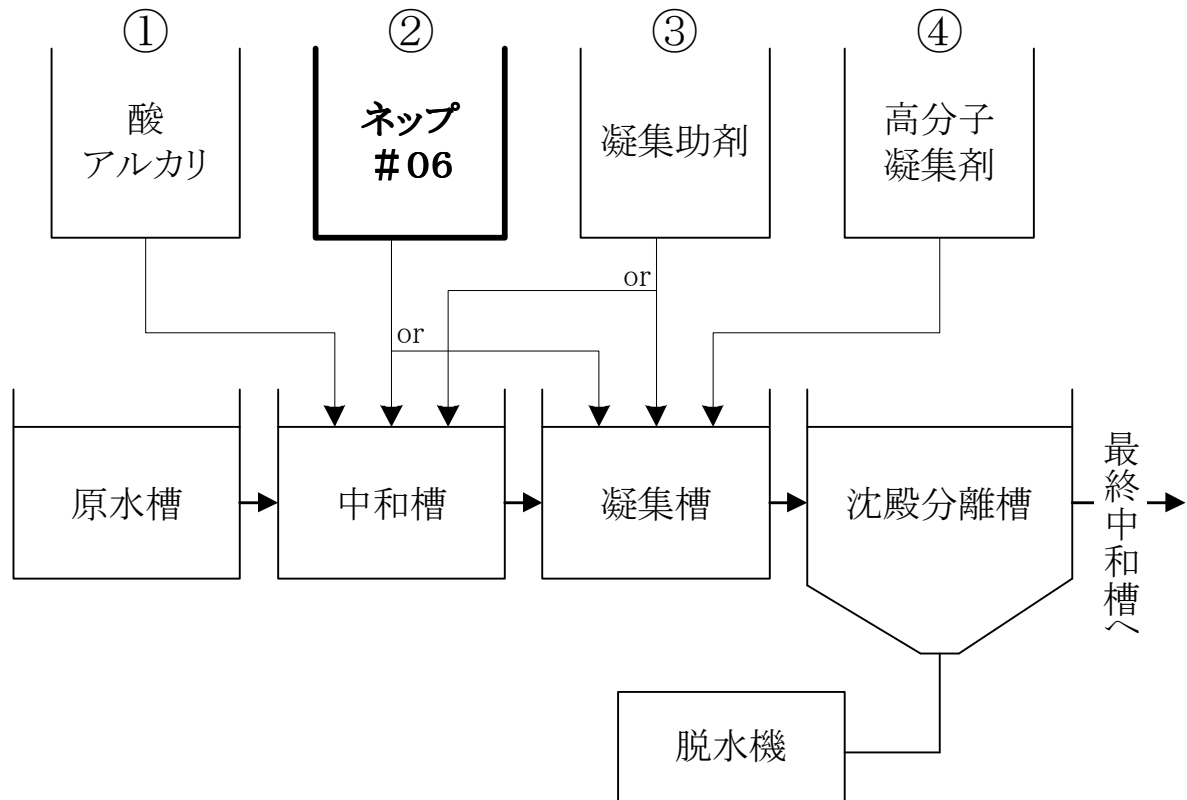 ①
②
③
④
酸
アルカリ
ネップ
#06
凝集助剤
高分子
凝集剤
or
or
原水槽
中和槽
凝集槽
沈殿分離槽
最終中和槽へ
脱水機